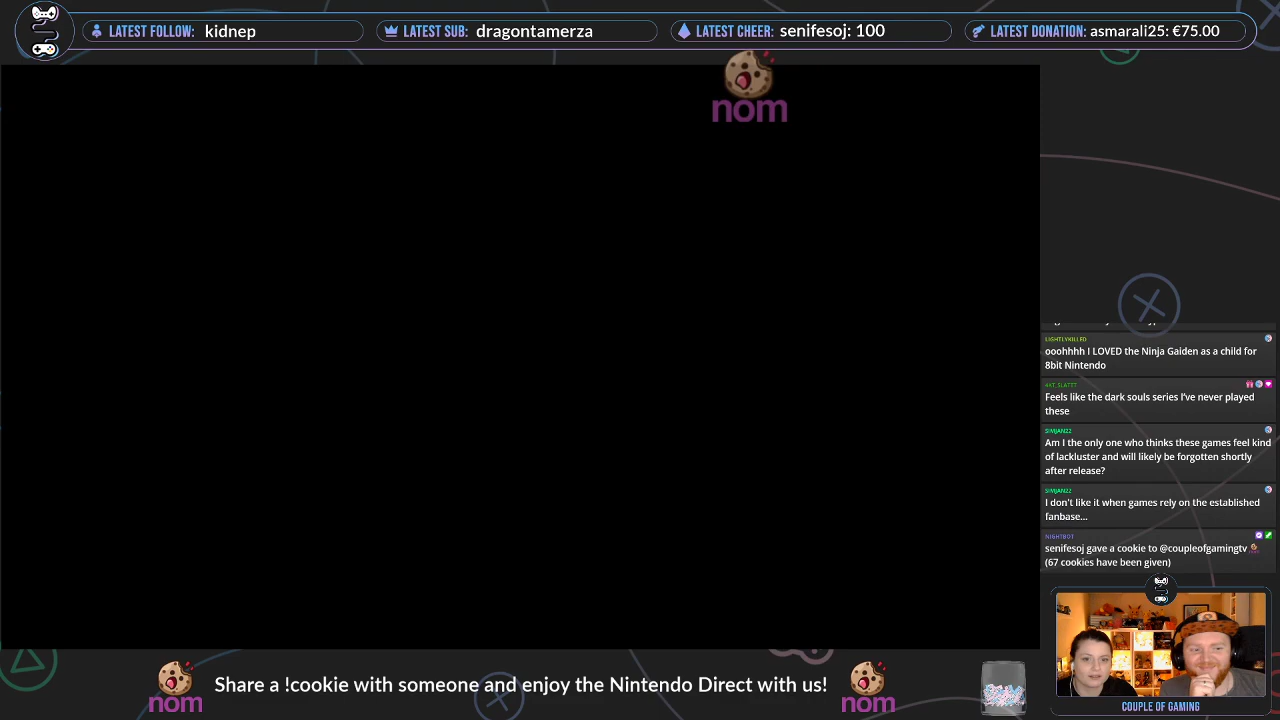 LATEST FOLLOW: kidnep
LATEST SUB: dragontamerza
LATEST CHEER: senifesoj: 100
LATEST DONATION: asmarali25: €75.00
nom
LIGHTLYKILLED
ooohhhh I LOVED the Ninja Gaiden as a child for
8bit Nintendo
Feels like the dark souls series I've never played
these
SIMJAN22
Am I the only one who thinks these games feel kind
of lackluster and will likely be forgotten shortly
after release?
SIMJAN22
I don't like it when games rely on the established
fanbase...
NIGHTBOT
senifesoj gave a cookie to @coupleofgamingtv
(67 cookies have been given)
nom
Share a !cookie with someone and enjoy the Nintendo Direct with us!
nom
COUPLE OF GAMING